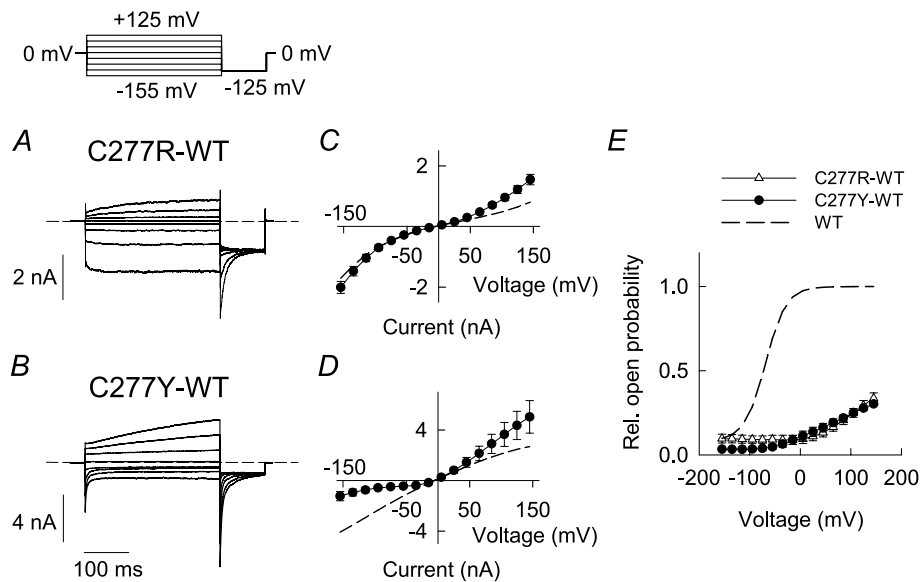 +125 mV
0 mV
0 mV
-155 mV
-125 mV
A
C277R-WT
2 nA
B
C277Y-WT
4 nA
100 ms
C
2
-150
-50
50
150
Voltage (mV)
-2
Current (nA)
D
4
-150
-50
50
150
Voltage (mV)
-4
Current (nA)
E
C277R-WT
C277Y-WT
WT
Rel. open probability
1.0
0.5
0.0
-200 -100 0 100 200
Voltage (mV)